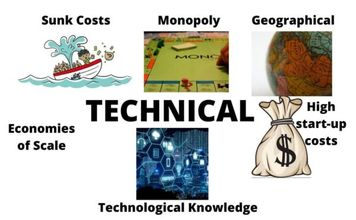 Sunk Costs
Monopoly
Geographical
MONO
TECHNICAL
High
start-up
costs
Economies
of Scale
$
Technological Knowledge